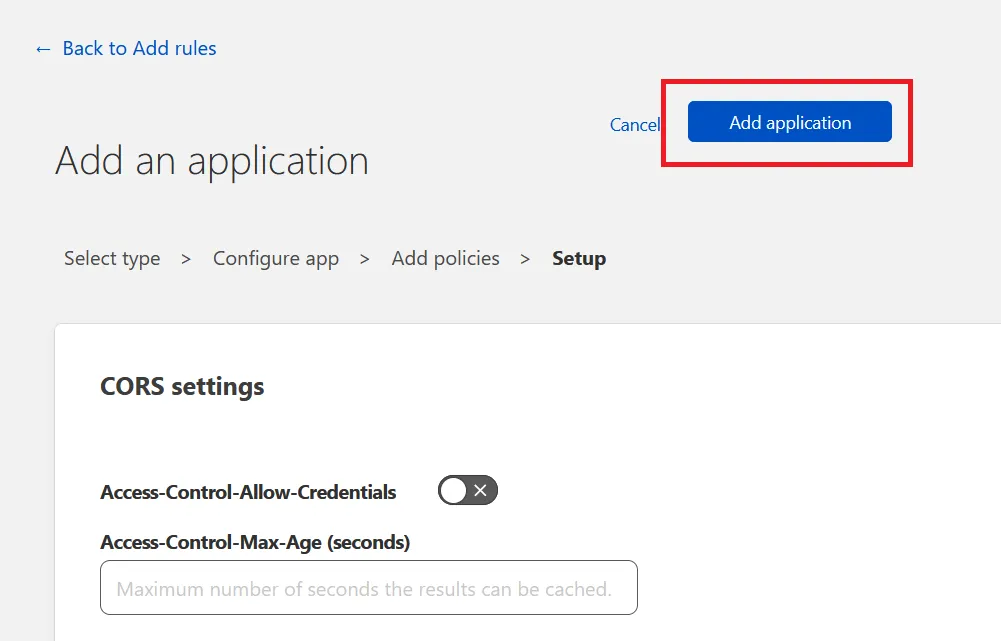 ← Back to Add rules
Cancel
Add application
Add an application
Select type > Configure app > Add policies > Setup
CORS settings
Access-Control-Allow-Credentials
Access-Control-Max-Age (seconds)
Maximum number of seconds the results can be cached.